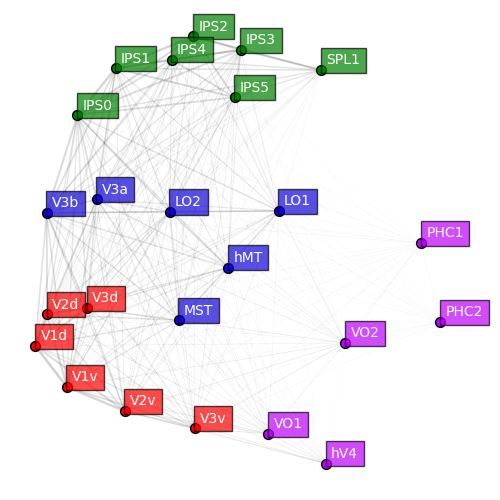 IPS2
IPS3
IPS4
IPS1
SPL1
IPS5
IPS0
V3a
V3b
LO2
LO1
PHC1
hMT
V3d
V2d
MST
PHC2
V1d
VO2
V1v
V2v
V3v
VO1
hV4